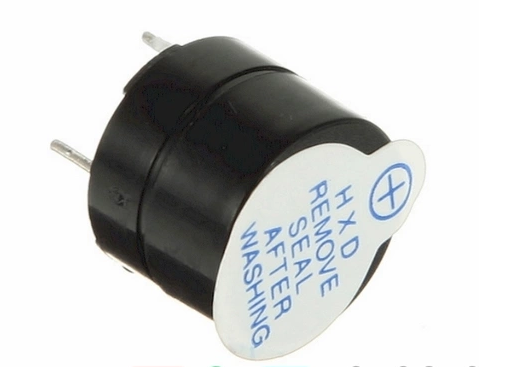 +
HXD
REMOVE
SEAL
AFTER
WASHING